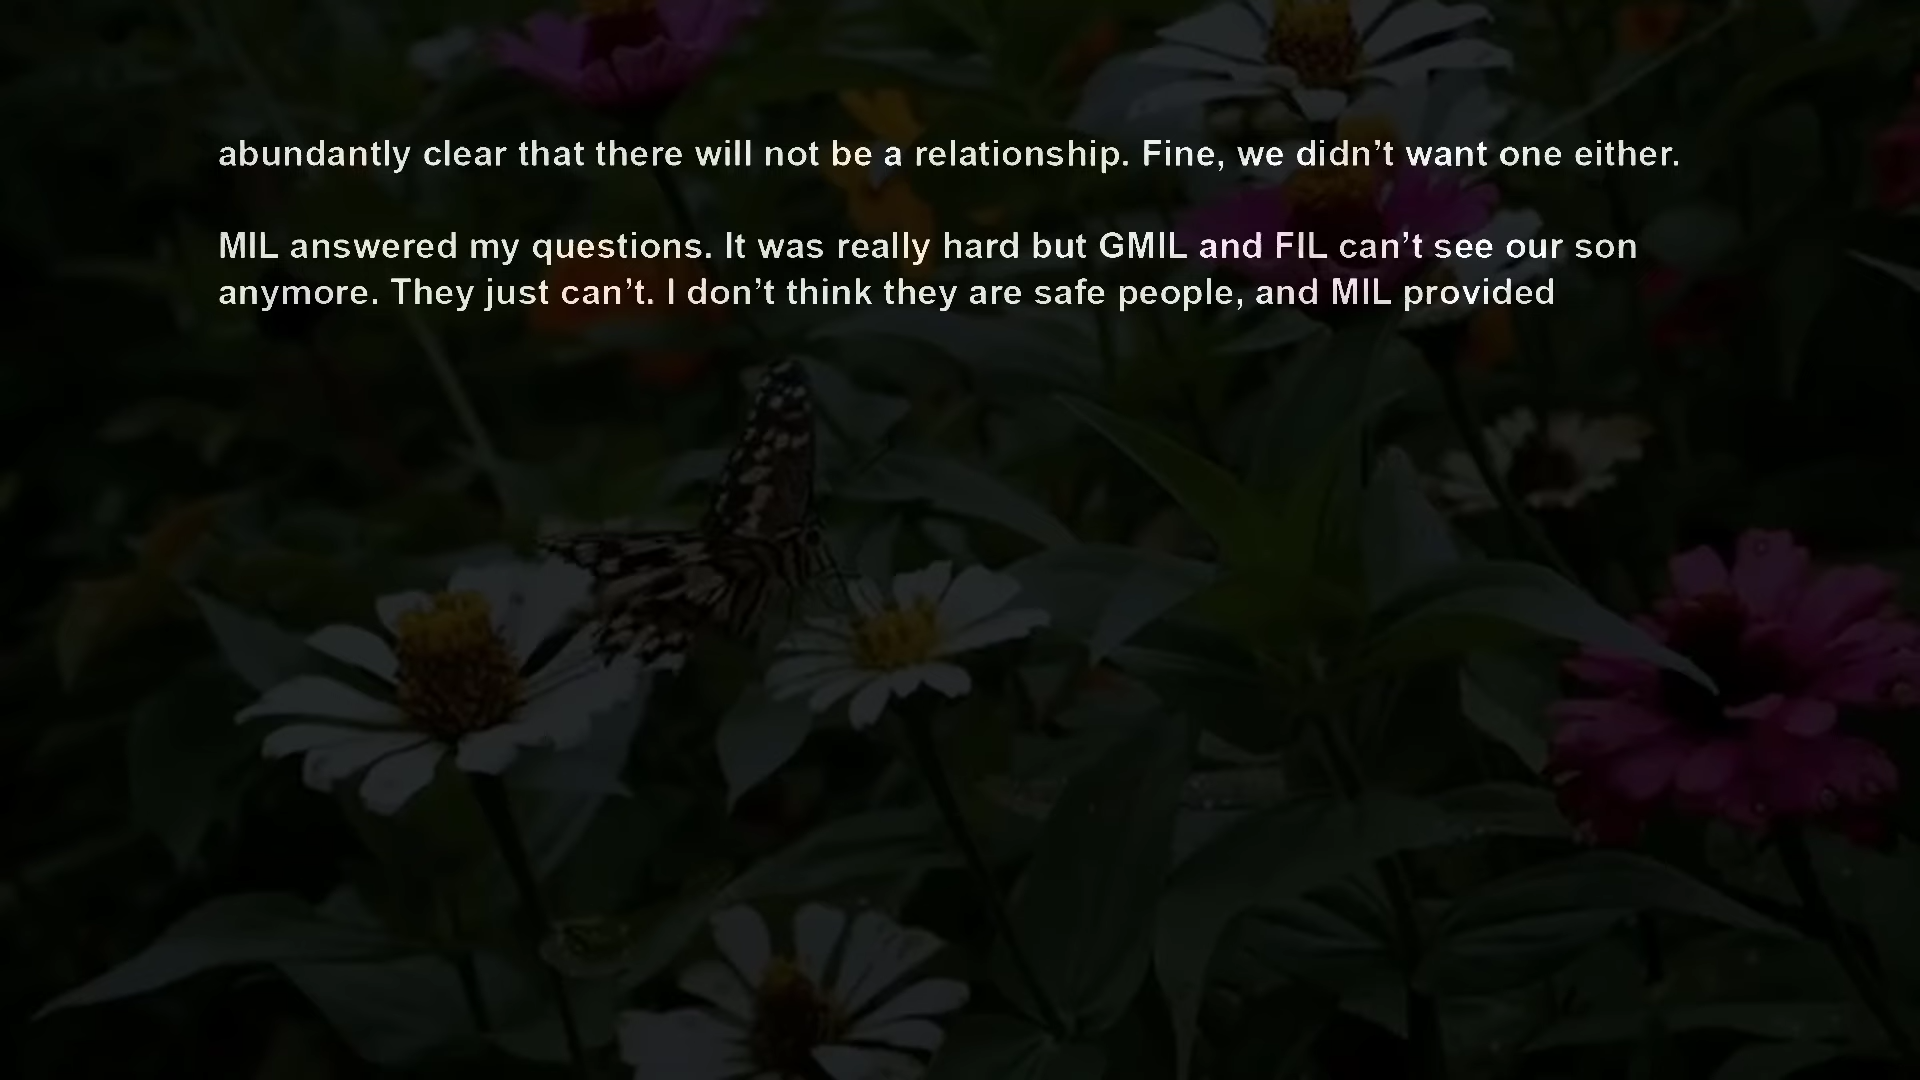 abundantly clear that there will not be a relationship. Fine, we didn’t want one either.
MIL answered my questions. It was really hard but GMIL and FIL can’t see our son
anymore. They just can’t. I don’t think they are safe people, and MIL provided